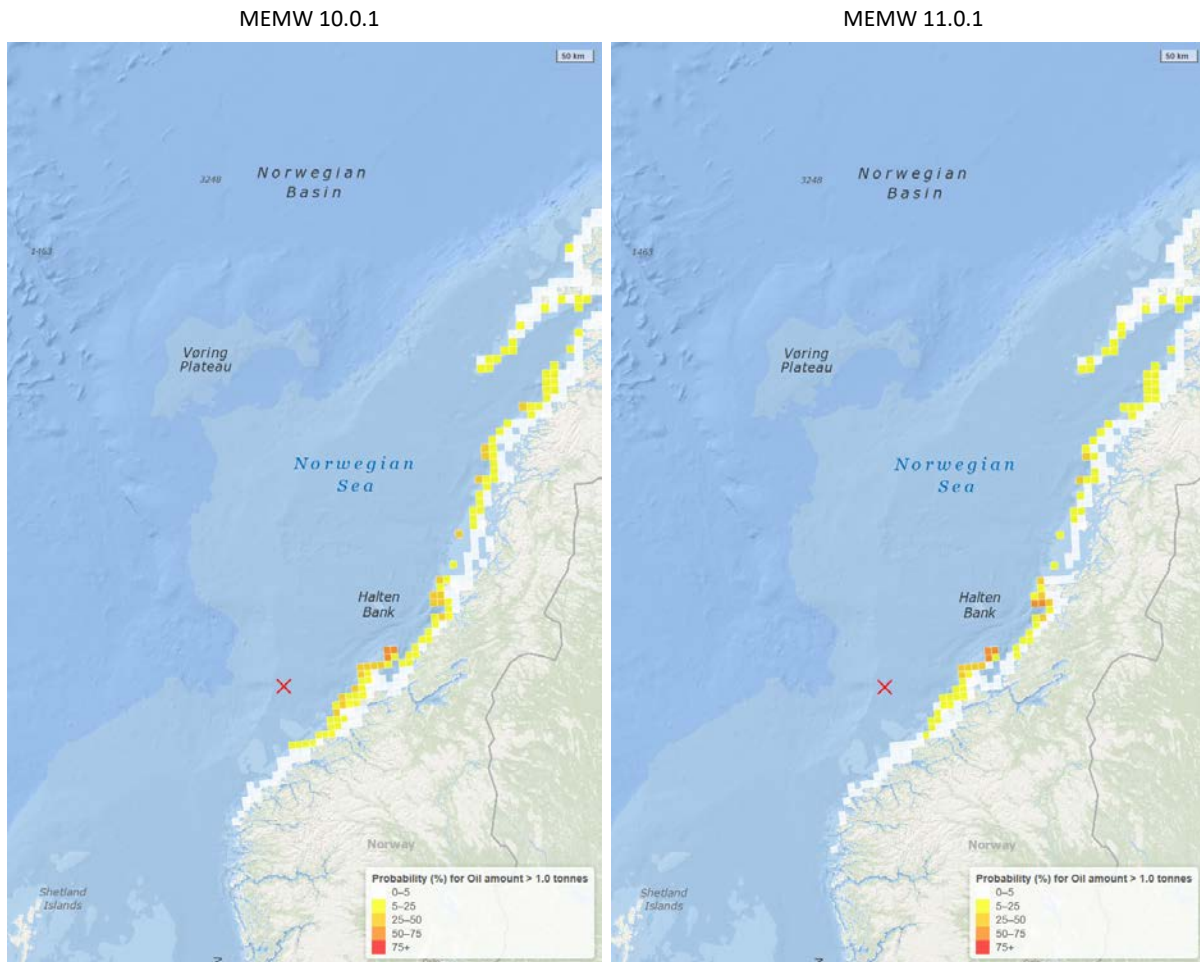 MEMW 10.0.1
50 km
Norwegian
Basin
3248
1463
Vøring
Plateau
Norwegian
Sea
Halten
Bank
Norway
Shetland
Islands
Probability (%) for Oil amount > 1.0 tonnes
0–5
5–25
25–50
50–75
75+
MEMW 11.0.1
50 km
Norwegian
Basin
3248
1463
Vøring
Plateau
Norwegian
Sea
Halten
Bank
Norway
Shetland
Islands
Probability (%) for Oil amount > 1.0 tonnes
0–5
5–25
25–50
50–75
75+